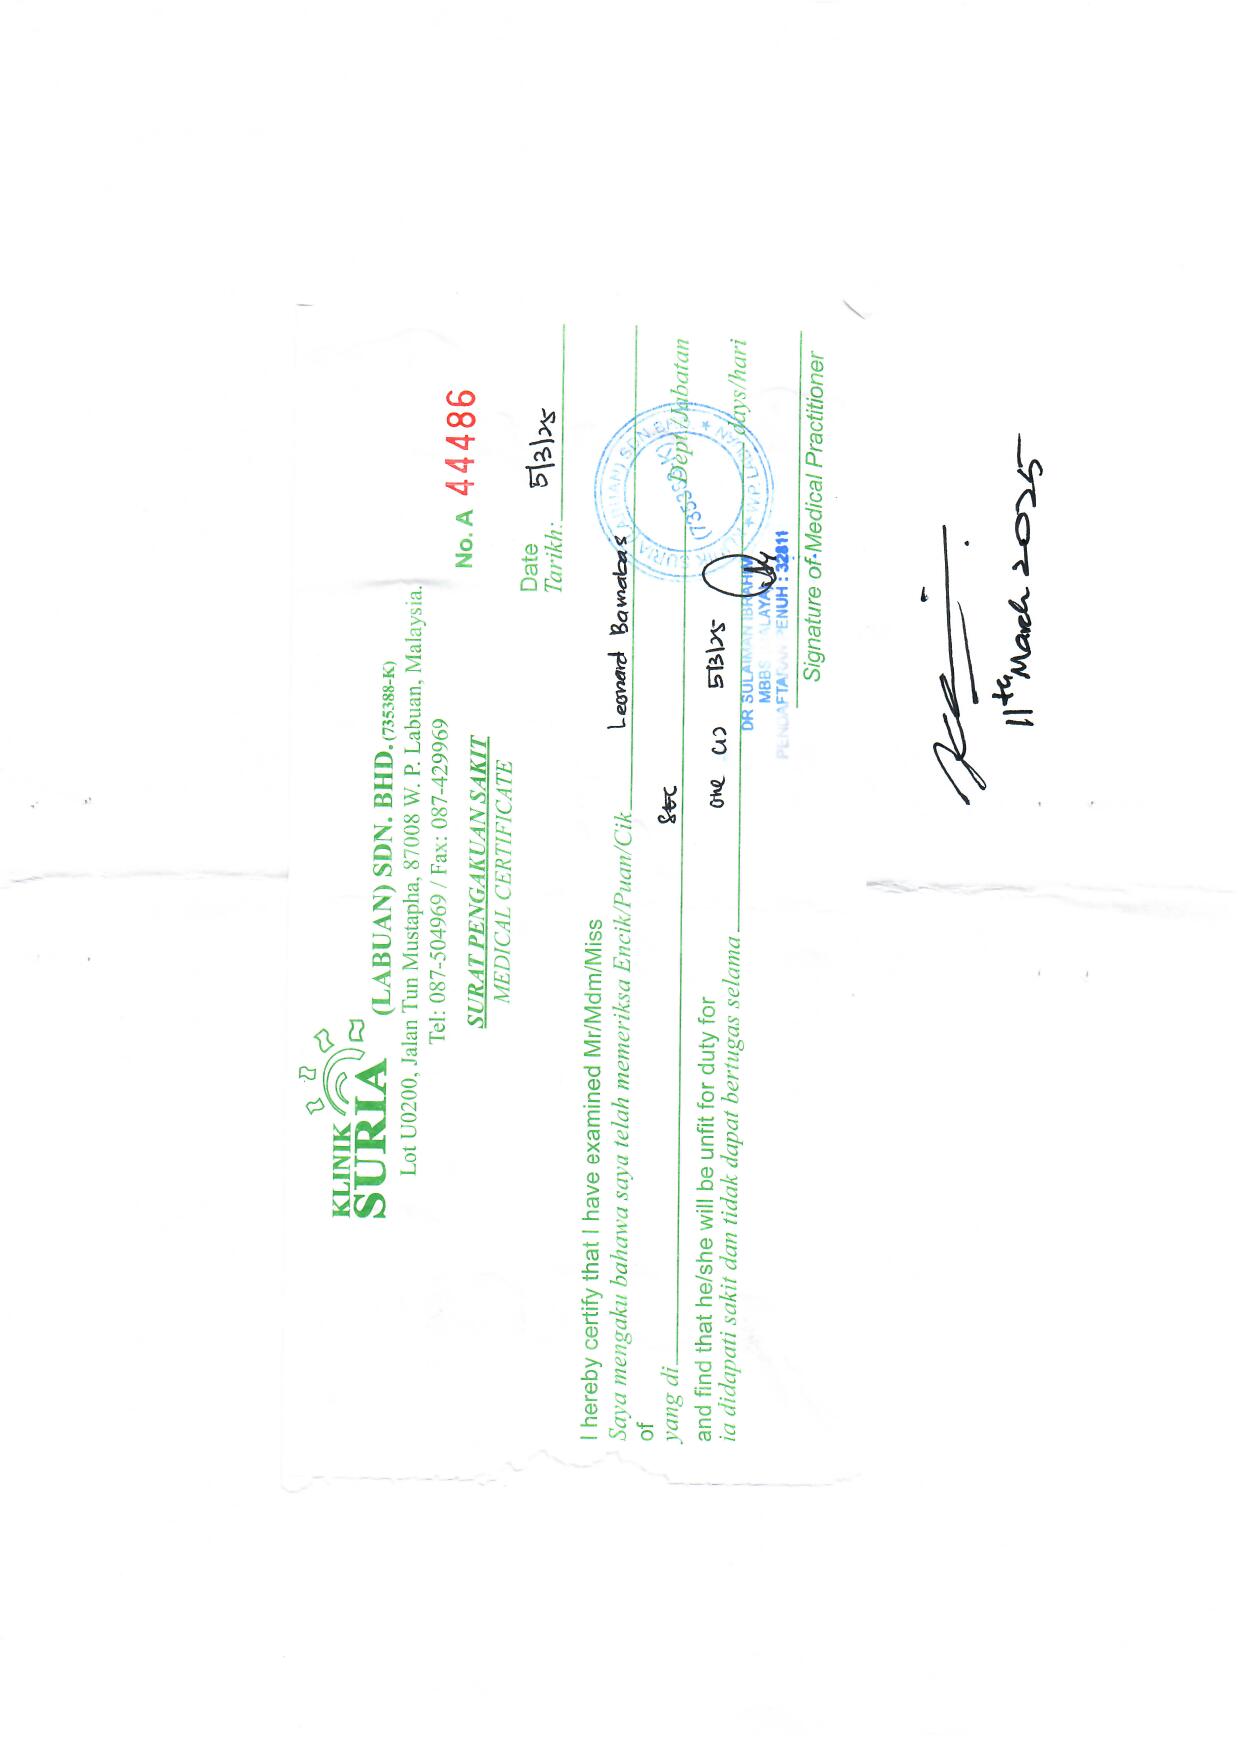 KLINIK
SURIA (LABUAN) SDN. BHD. (735388-K)
Lot U0200, Jalan Tun Mustapha, 87008 W. P. Labuan, Malaysia.
Tel: 087-504969 / Fax: 087-429969
No. A 44486
SURAT PENGAKUAN SAKIT
MEDICAL CERTIFICATE
Date
Tarikh: 5/3/25
I hereby certify that I have examined Mr/Mdm/Miss
Saya mengaku bahawa saya telah memeriksa Encik/Puan/Cik Leonard Barnabas
of
yang di Dept./Jabatan
and find that he/she will be unfit for duty for
ia didapati sakit dan tidak dapat bertugas selama one (1) 5/3/25 days/hari
DR SULAIMAN IBRAHIM
MBBS
PENDAFTARAN PENUH : 32811
Signature of Medical Practitioner
11th March 2025